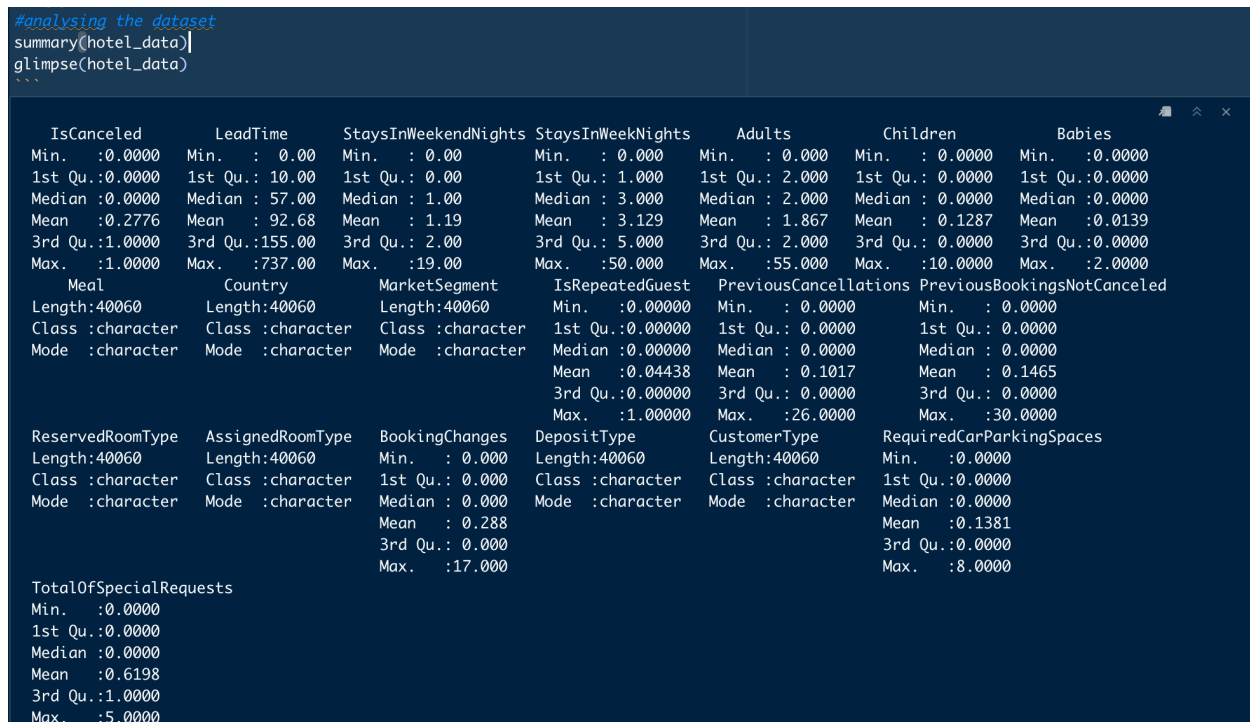 #analysing the dataset
summary(hotel_data)
glimpse(hotel_data)
```
IsCanceled LeadTime StaysInWeekendNights StaysInWeekNights Adults Children Babies
Min. :0.0000 Min. : 0.00 Min. : 0.00 Min. : 0.000 Min. : 0.000 Min. : 0.0000 Min. :0.0000
1st Qu.:0.0000 1st Qu.: 10.00 1st Qu.: 0.00 1st Qu.: 1.000 1st Qu.: 2.000 1st Qu.: 0.0000 1st Qu.:0.0000
Median :0.0000 Median : 57.00 Median : 1.00 Median : 3.000 Median : 2.000 Median : 0.0000 Median :0.0000
Mean :0.2776 Mean : 92.68 Mean : 1.19 Mean : 3.129 Mean : 1.867 Mean : 0.1287 Mean :0.0139
3rd Qu.:1.0000 3rd Qu.:155.00 3rd Qu.: 2.00 3rd Qu.: 5.000 3rd Qu.: 2.000 3rd Qu.: 0.0000 3rd Qu.:0.0000
Max. :1.0000 Max. :737.00 Max. :19.00 Max. :50.000 Max. :55.000 Max. :10.0000 Max. :2.0000
Meal Country MarketSegment IsRepeatedGuest PreviousCancellations PreviousBookingsNotCanceled
Length:40060 Length:40060 Length:40060 Min. :0.00000 Min. : 0.0000 Min. : 0.0000
Class :character Class :character Class :character 1st Qu.:0.00000 1st Qu.: 0.0000 1st Qu.: 0.0000
Mode :character Mode :character Mode :character Median :0.00000 Median : 0.0000 Median : 0.0000
Mean :0.04438 Mean : 0.1017 Mean : 0.1465
3rd Qu.:0.00000 3rd Qu.: 0.0000 3rd Qu.: 0.0000
Max. :1.00000 Max. :26.0000 Max. :30.0000
ReservedRoomType AssignedRoomType BookingChanges DepositType CustomerType RequiredCarParkingSpaces
Length:40060 Length:40060 Min. : 0.000 Length:40060 Length:40060 Min. :0.0000
Class :character Class :character 1st Qu.: 0.000 Class :character Class :character 1st Qu.:0.0000
Mode :character Mode :character Median : 0.000 Mode :character Mode :character Median :0.0000
Mean : 0.288 Mean :0.1381
3rd Qu.: 0.000 3rd Qu.:0.0000
Max. :17.000 Max. :8.0000
TotalOfSpecialRequests
Min. :0.0000
1st Qu.:0.0000
Median :0.0000
Mean :0.6198
3rd Qu.:1.0000
Max. :5.0000